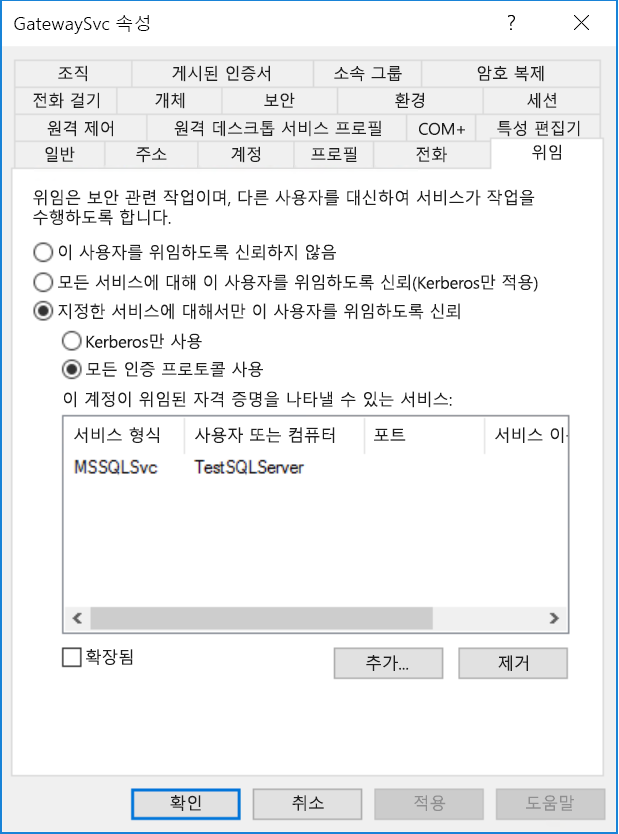 GatewaySvc 속성 ?
조직 게시된 인증서 소속 그룹 암호 복제
전화 걸기 개체 보안 환경 세션
원격 제어 원격 데스크톱 서비스 프로필 COM+ 특성 편집기
일반 주소 계정 프로필 전화 위임
위임은 보안 관련 작업이며, 다른 사용자를 대신하여 서비스가 작업을
수행하도록 합니다.
이 사용자를 위임하도록 신뢰하지 않음
모든 서비스에 대해 이 사용자를 위임하도록 신뢰(Kerberos만 적용)
지정한 서비스에 대해서만 이 사용자를 위임하도록 신뢰
Kerberos만 사용
모든 인증 프로토콜 사용
이 계정이 위임된 자격 증명을 나타낼 수 있는 서비스:
서비스 형식 사용자 또는 컴퓨터 포트 서비스
MSSQLSvc TestSQLServer
확장됨 추가... 제거
확인 취소 적용 도움말